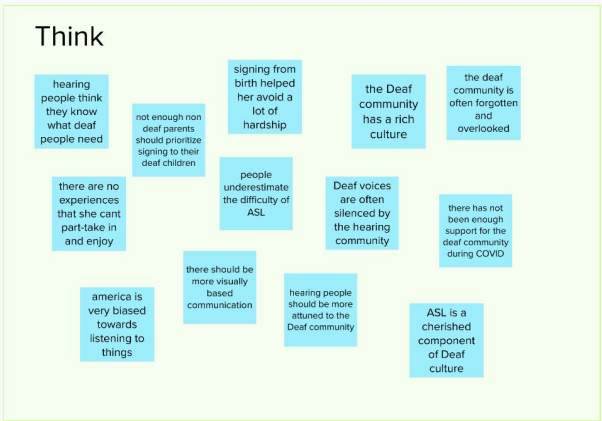 Think
hearing
people think
they know
what deaf
people need
not enough non
deaf parents
should prioritize
signing to their
deaf children
signing from
birth helped
her avoid a
lot of
hardship
the Deaf
community
has a rich
culture
the deaf
community is
often forgotten
and
overlooked
there are no
experiences
that she cant
part-take in
and enjoy
people
underestimate
the difficulty of
ASL
Deaf voices
are often
silenced by
the hearing
community
there has not
been enough
support for the
deaf community
during COVID
america is
very biased
towards
listening to
things
there should be
more visually
based
communication
hearing people
should be more
attuned to the
Deaf community
ASL is a
cherished
component
of Deaf
culture